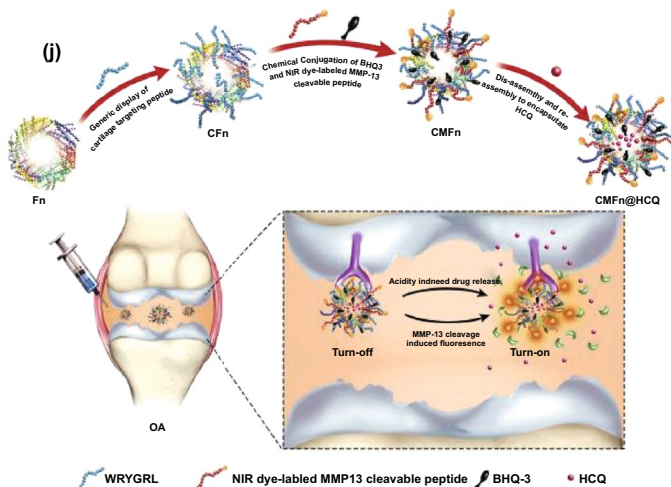 (j)
Generic display of
cartilage targeting peptide
Chemical Conjugation of BHQ3
and NIR dye-labeled MMP-13
cleavable peptide
Dis-assemthy and re-
assembly to encapsutate
HCQ
Fn
CFn
CMFn
CMFn@HCQ
Acidity indneed drug release
MMP-13 cleavage
induced fluoresence
Turn-off
Turn-on
OA
WRYGRL
NIR dye-labled MMP13 cleavable peptide
BHQ-3
HCQ